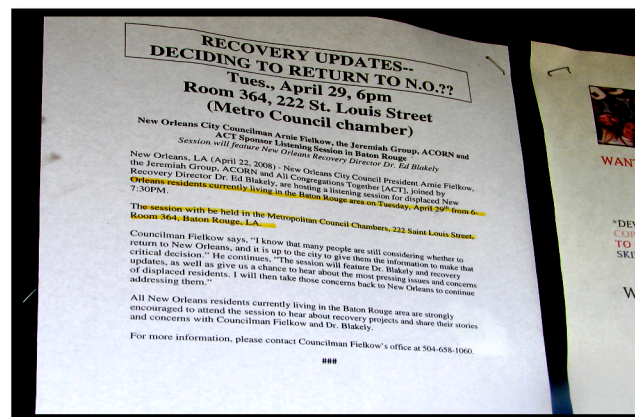 RECOVERY UPDATES--
DECIDING TO RETURN TO N.O.??
Tues., April 29, 6pm
Room 364, 222 St. Louis Street
(Metro Council chamber)
New Orleans City Councilman Arnie Fielkow, the Jeremiah Group, ACORN and
ACT Sponsor Listening Session in Baton Rouge
Session will feature New Orleans Recovery Director Dr. Ed Blakely
New Orleans, LA (April 22, 2008) - New Orleans City Council President Arnie Fielkow,
the Jeremiah Group, ACORN and All Congregations Together [ACT], joined by
Recovery Director Dr. Ed Blakely, are hosting a listening session for displaced New
Orleans residents currently living in the Baton Rouge area on Tuesday, April 29th from 6-
7:30PM.
The session with be held in the Metropolitan Council Chambers, 222 Saint Louis Street,
Room 364, Baton Rouge, LA.
Councilman Fielkow says, "I know that many people are still considering whether to
return to New Orleans, and it is up to the city to give them the information to make that
critical decision." He continues, "The session will feature Dr. Blakely and recovery
updates, as well as give us a chance to hear about the most pressing issues and concerns
of displaced residents. I will then take those concerns back to New Orleans to continue
addressing them."
All New Orleans residents currently living in the Baton Rouge area are strongly
encouraged to attend the session to hear about recovery projects and share their stories
and concerns with Councilman Fielkow and Dr. Blakely.
For more information, please contact Councilman Fielkow's office at 504-658-1060.
###
WANT
*DEV
COP
TO
SKI
W